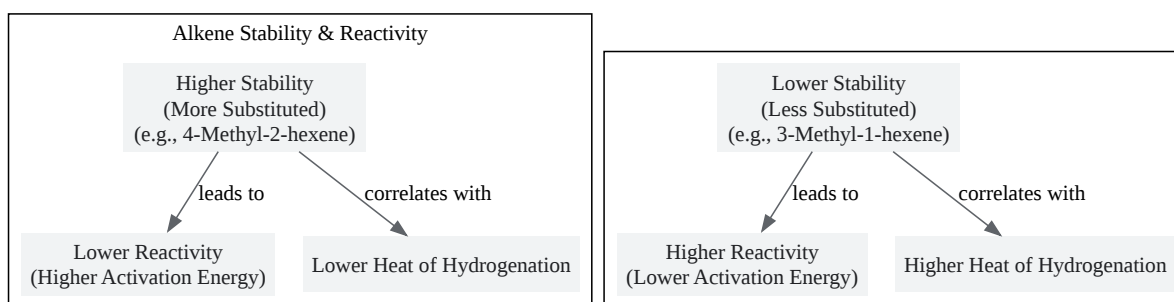 Alkene Stability & Reactivity
Higher Stability
(More Substituted)
(e.g., 4-Methyl-2-hexene)
leads to
correlates with
Lower Reactivity
(Higher Activation Energy)
Lower Heat of Hydrogenation
Lower Stability
(Less Substituted)
(e.g., 3-Methyl-1-hexene)
leads to
correlates with
Higher Reactivity
(Lower Activation Energy)
Higher Heat of Hydrogenation